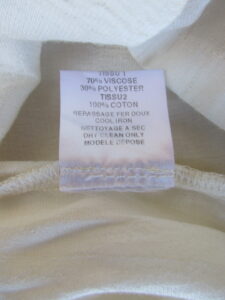 TISSU 1
70% VISCOSE
30% POLYESTER
TISSU2
100% COTON
REPASSAGE FER DOUX
COOL IRON
NETTOYAGE A SEC
DRY CLEAN ONLY
MODELE DEPOSE